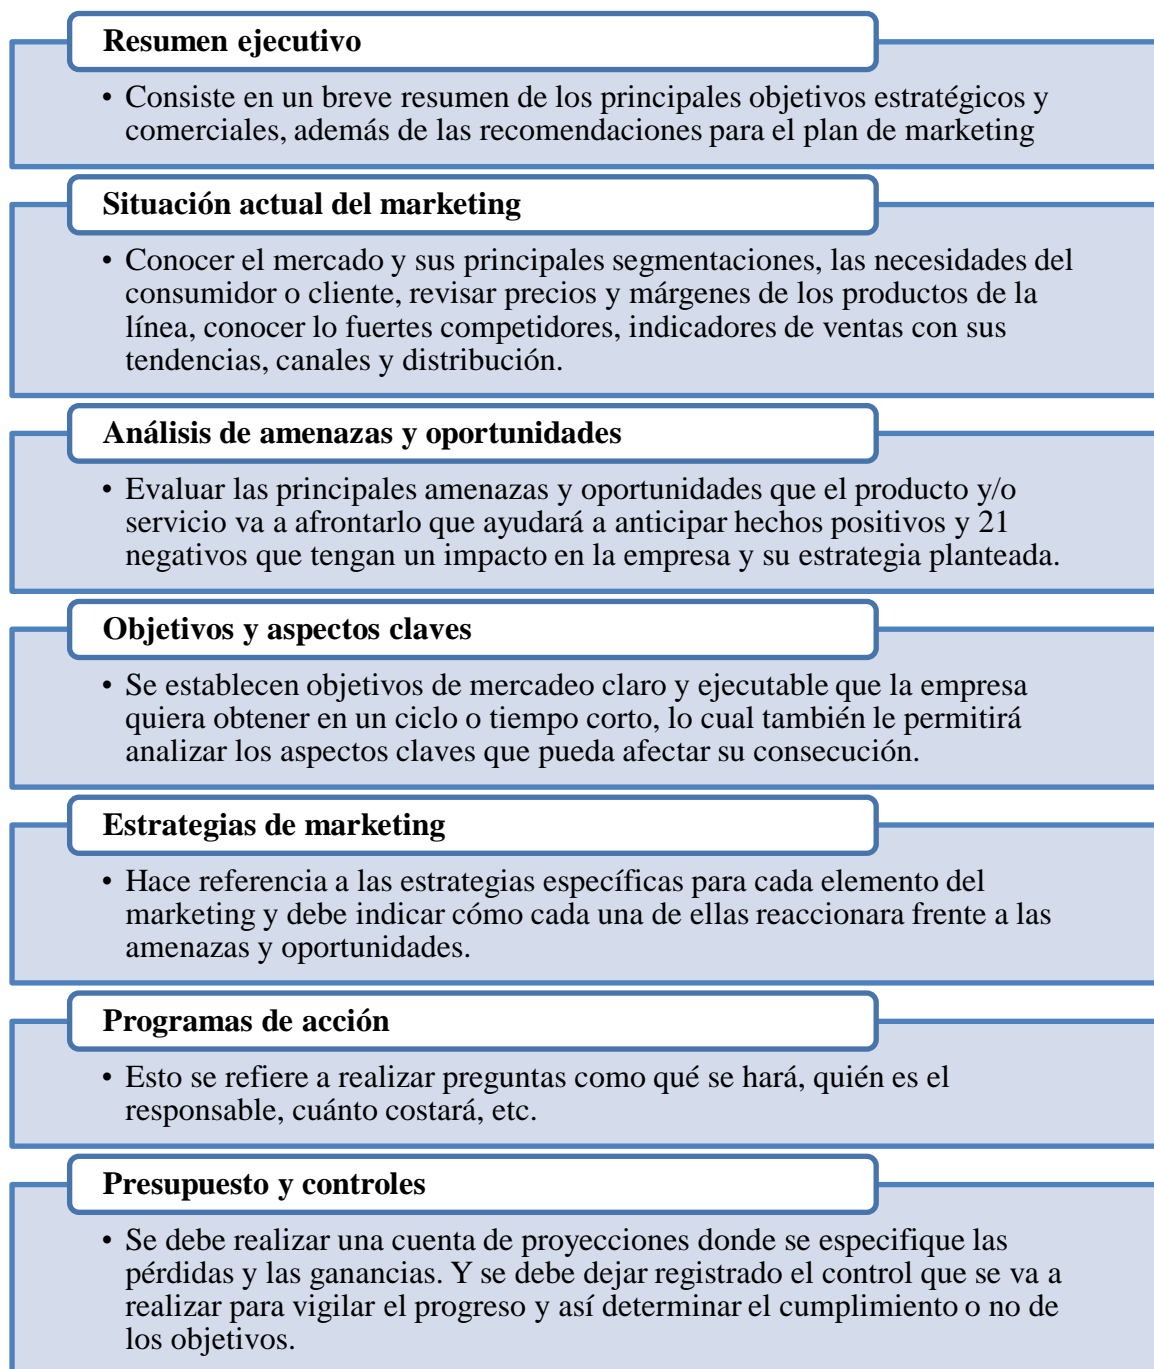 Resumen ejecutivo
• Consiste en un breve resumen de los principales objetivos estratégicos y
comerciales, además de las recomendaciones para el plan de marketing
Situación actual del marketing
• Conocer el mercado y sus principales segmentaciones, las necesidades del
consumidor o cliente, revisar precios y márgenes de los productos de la
línea, conocer lo fuertes competidores, indicadores de ventas con sus
tendencias, canales y distribución.
Análisis de amenazas y oportunidades
• Evaluar las principales amenazas y oportunidades que el producto y/o
servicio va a afrontarlo que ayudará a anticipar hechos positivos y 21
negativos que tengan un impacto en la empresa y su estrategia planteada.
Objetivos y aspectos claves
• Se establecen objetivos de mercadeo claro y ejecutable que la empresa
quiera obtener en un ciclo o tiempo corto, lo cual también le permitirá
analizar los aspectos claves que pueda afectar su consecución.
Estrategias de marketing
• Hace referencia a las estrategias específicas para cada elemento del
marketing y debe indicar cómo cada una de ellas reaccionara frente a las
amenazas y oportunidades.
Programas de acción
• Esto se refiere a realizar preguntas como qué se hará, quién es el
responsable, cuánto costará, etc.
Presupuesto y controles
• Se debe realizar una cuenta de proyecciones donde se especifique las
pérdidas y las ganancias. Y se debe dejar registrado el control que se va a
realizar para vigilar el progreso y así determinar el cumplimiento o no de
los objetivos.